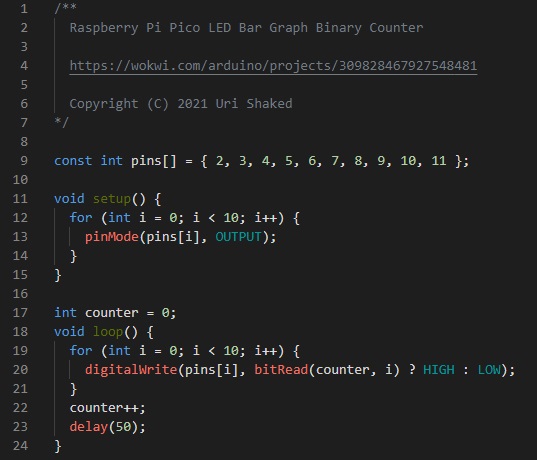 1 /**
2 Raspberry Pi Pico LED Bar Graph Binary Counter
3
4 https://wokwi.com/arduino/projects/309828467927548481
5
6 Copyright (C) 2021 Uri Shaked
7 */
8
9 const int pins[] = { 2, 3, 4, 5, 6, 7, 8, 9, 10, 11 };
10
11 void setup() {
12 for (int i = 0; i < 10; i++) {
13 pinMode(pins[i], OUTPUT);
14 }
15 }
16
17 int counter = 0;
18 void loop() {
19 for (int i = 0; i < 10; i++) {
20 digitalWrite(pins[i], bitRead(counter, i) ? HIGH : LOW);
21 }
22 counter++;
23 delay(50);
24 }